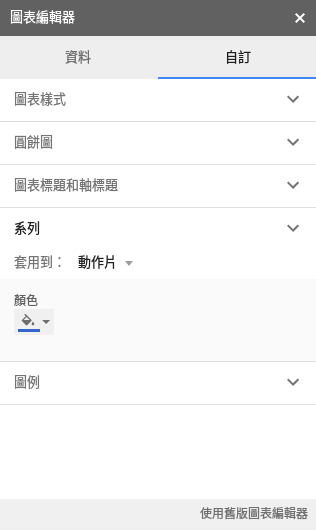 圖表編輯器
資料 自訂
圖表樣式
圓餅圖
圖表標題和軸標題
系列
套用到： 動作片
顏色
圖例
使用舊版圖表編輯器